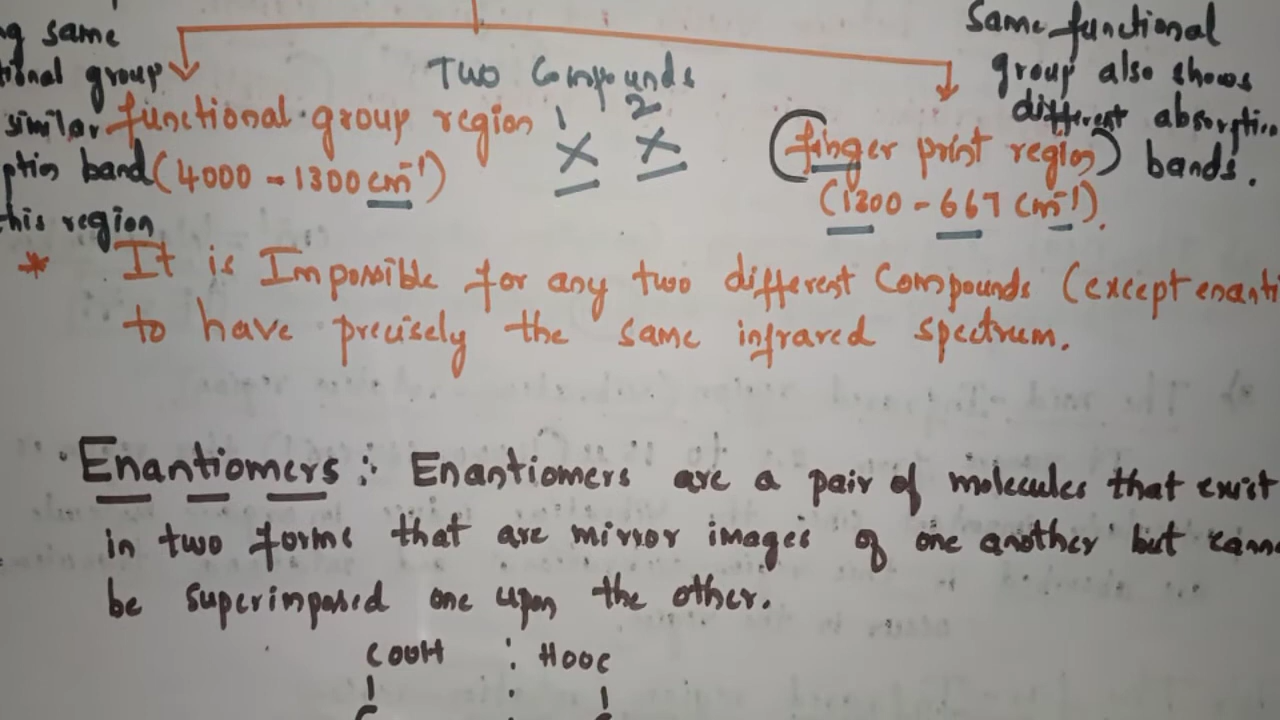 ng same
tional group
similar
ption band
this region
Two Compounds
1 2
X X
Same functional
group also shows
different absorption
bands.
functional group region
(4000 - 1300 cm⁻¹)
(finger print region)
(1300 - 667 cm⁻¹).
* It is Impossible for any two different Compounds (except enanti
to have precisely the same infrared spectrum.
Enantiomers : Enantiomers are a pair of molecules that exist
in two forms that are mirror images of one another but canno
be superimposed one upon the other.
COOH HOOC
C C